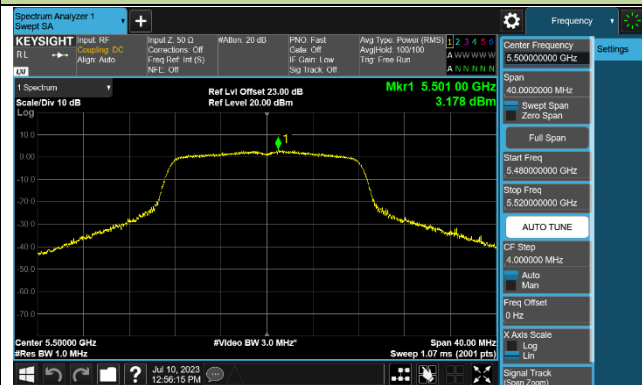 Spectrum Analyzer 1
Swept SA
Frequency
KEYSIGHT
RL
LXI
Input: RF
Coupling: DC
Align: Auto
Input Z: 50 Ω
Corrections: Off
Freq Ref: Int (S)
NFE: Off
#Atten: 20 dB
PNO: Fast
Gate: Off
IF Gain: Low
Sig Track: Off
Avg Type: Power (RMS)
Avg|Hold: 100/100
Trig: Free Run
1 2 3 4 5 6
A W W W W W
A N N N N N
1 Spectrum
Scale/Div 10 dB
Log
Ref Lvl Offset 23.00 dB
Ref Level 20.00 dBm
Mkr1 5.501 00 GHz
3.178 dBm
1
10.0
0.00
-10.0
-20.0
-30.0
-40.0
-50.0
-60.0
-70.0
Center 5.50000 GHz
#Res BW 1.0 MHz
#Video BW 3.0 MHz*
Span 40.00 MHz
Sweep 1.07 ms (2001 pts)
Jul 10, 2023
12:56:15 PM
Center Frequency
5.500000000 GHz
Span
40.0000000 MHz
Swept Span
Zero Span
Full Span
Start Freq
5.480000000 GHz
Stop Freq
5.520000000 GHz
AUTO TUNE
CF Step
4.000000 MHz
Auto
Man
Freq Offset
0 Hz
X Axis Scale
Log
Lin
Signal Track
(Span Zoom)
Settings